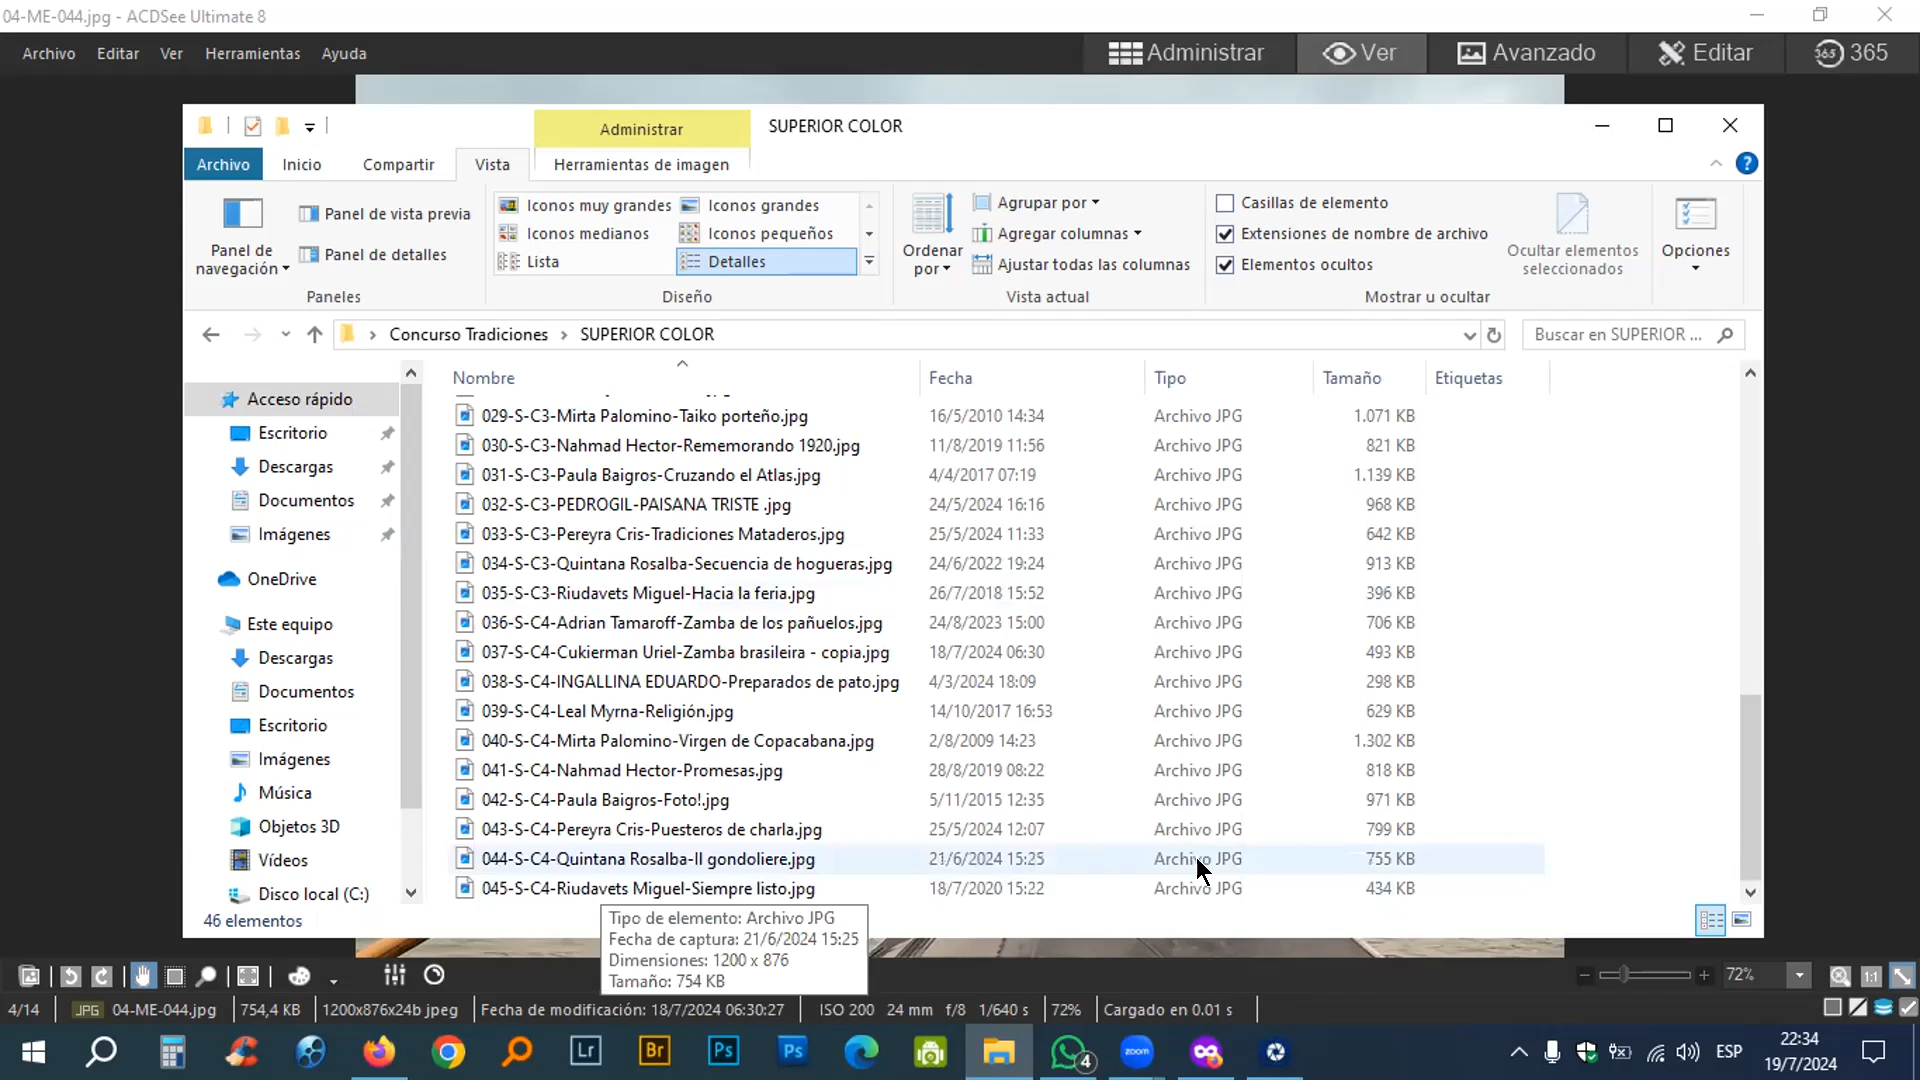 04-ME-044.jpg - ACDSee Ultimate 8
Archivo Editar Ver Herramientas Ayuda
Administrar Ver Avanzado Editar 365 365
Administrar SUPERIOR COLOR
Archivo Inicio Compartir Vista Herramientas de imagen
Panel de navegación
Panel de vista previa
Panel de detalles
Paneles
Iconos muy grandes Iconos grandes
Iconos medianos Iconos pequeños
Lista Detalles
Diseño
Ordenar por
Agrupar por
Agregar columnas
Ajustar todas las columnas
Vista actual
Casillas de elemento
Extensiones de nombre de archivo
Elementos ocultos
Ocultar elementos seleccionados
Mostrar u ocultar
Opciones
Concurso Tradiciones SUPERIOR COLOR
Buscar en SUPERIOR ...
Acceso rápido
Escritorio
Descargas
Documentos
Imágenes
OneDrive
Este equipo
Descargas
Documentos
Escritorio
Imágenes
Música
Objetos 3D
Vídeos
Disco local (C:)
Nombre Fecha Tipo Tamaño Etiquetas
029-S-C3-Mirta Palomino-Taiko porteño.jpg 16/5/2010 14:34 Archivo JPG 1.071 KB
030-S-C3-Nahmad Hector-Rememorando 1920.jpg 11/8/2019 11:56 Archivo JPG 821 KB
031-S-C3-Paula Baigros-Cruzando el Atlas.jpg 4/4/2017 07:19 Archivo JPG 1.139 KB
032-S-C3-PEDROGIL-PAISANA TRISTE .jpg 24/5/2024 16:16 Archivo JPG 968 KB
033-S-C3-Pereyra Cris-Tradiciones Mataderos.jpg 25/5/2024 11:33 Archivo JPG 642 KB
034-S-C3-Quintana Rosalba-Secuencia de hogueras.jpg 24/6/2022 19:24 Archivo JPG 913 KB
035-S-C3-Riudavets Miguel-Hacia la feria.jpg 26/7/2018 15:52 Archivo JPG 396 KB
036-S-C4-Adrian Tamaroff-Zamba de los pañuelos.jpg 24/8/2023 15:00 Archivo JPG 706 KB
037-S-C4-Cukierman Uriel-Zamba brasileira - copia.jpg 18/7/2024 06:30 Archivo JPG 493 KB
038-S-C4-INGALLINA EDUARDO-Preparados de pato.jpg 4/3/2024 18:09 Archivo JPG 298 KB
039-S-C4-Leal Myrna-Religión.jpg 14/10/2017 16:53 Archivo JPG 629 KB
040-S-C4-Mirta Palomino-Virgen de Copacabana.jpg 2/8/2009 14:23 Archivo JPG 1.302 KB
041-S-C4-Nahmad Hector-Promesas.jpg 28/8/2019 08:22 Archivo JPG 818 KB
042-S-C4-Paula Baigros-Foto!.jpg 5/11/2015 12:35 Archivo JPG 971 KB
043-S-C4-Pereyra Cris-Puesteros de charla.jpg 25/5/2024 12:07 Archivo JPG 799 KB
044-S-C4-Quintana Rosalba-Il gondoliere.jpg 21/6/2024 15:25 Archivo JPG 755 KB
045-S-C4-Riudavets Miguel-Siempre listo.jpg 18/7/2020 15:22 Archivo JPG 434 KB
46 elementos
Tipo de elemento: Archivo JPG
Fecha de captura: 21/6/2024 15:25
Dimensiones: 1200 x 876
Tamaño: 754 KB
72% 1:1
4/14 JPG 04-ME-044.jpg 754,4 KB 1200x876x24b jpeg Fecha de modificación: 18/7/2024 06:30:27 ISO 200 24 mm f/8 1/640 s 72% Cargado en 0.01 s
Lr Br Ps Ps 4 zoom ESP 22:34
19/7/2024